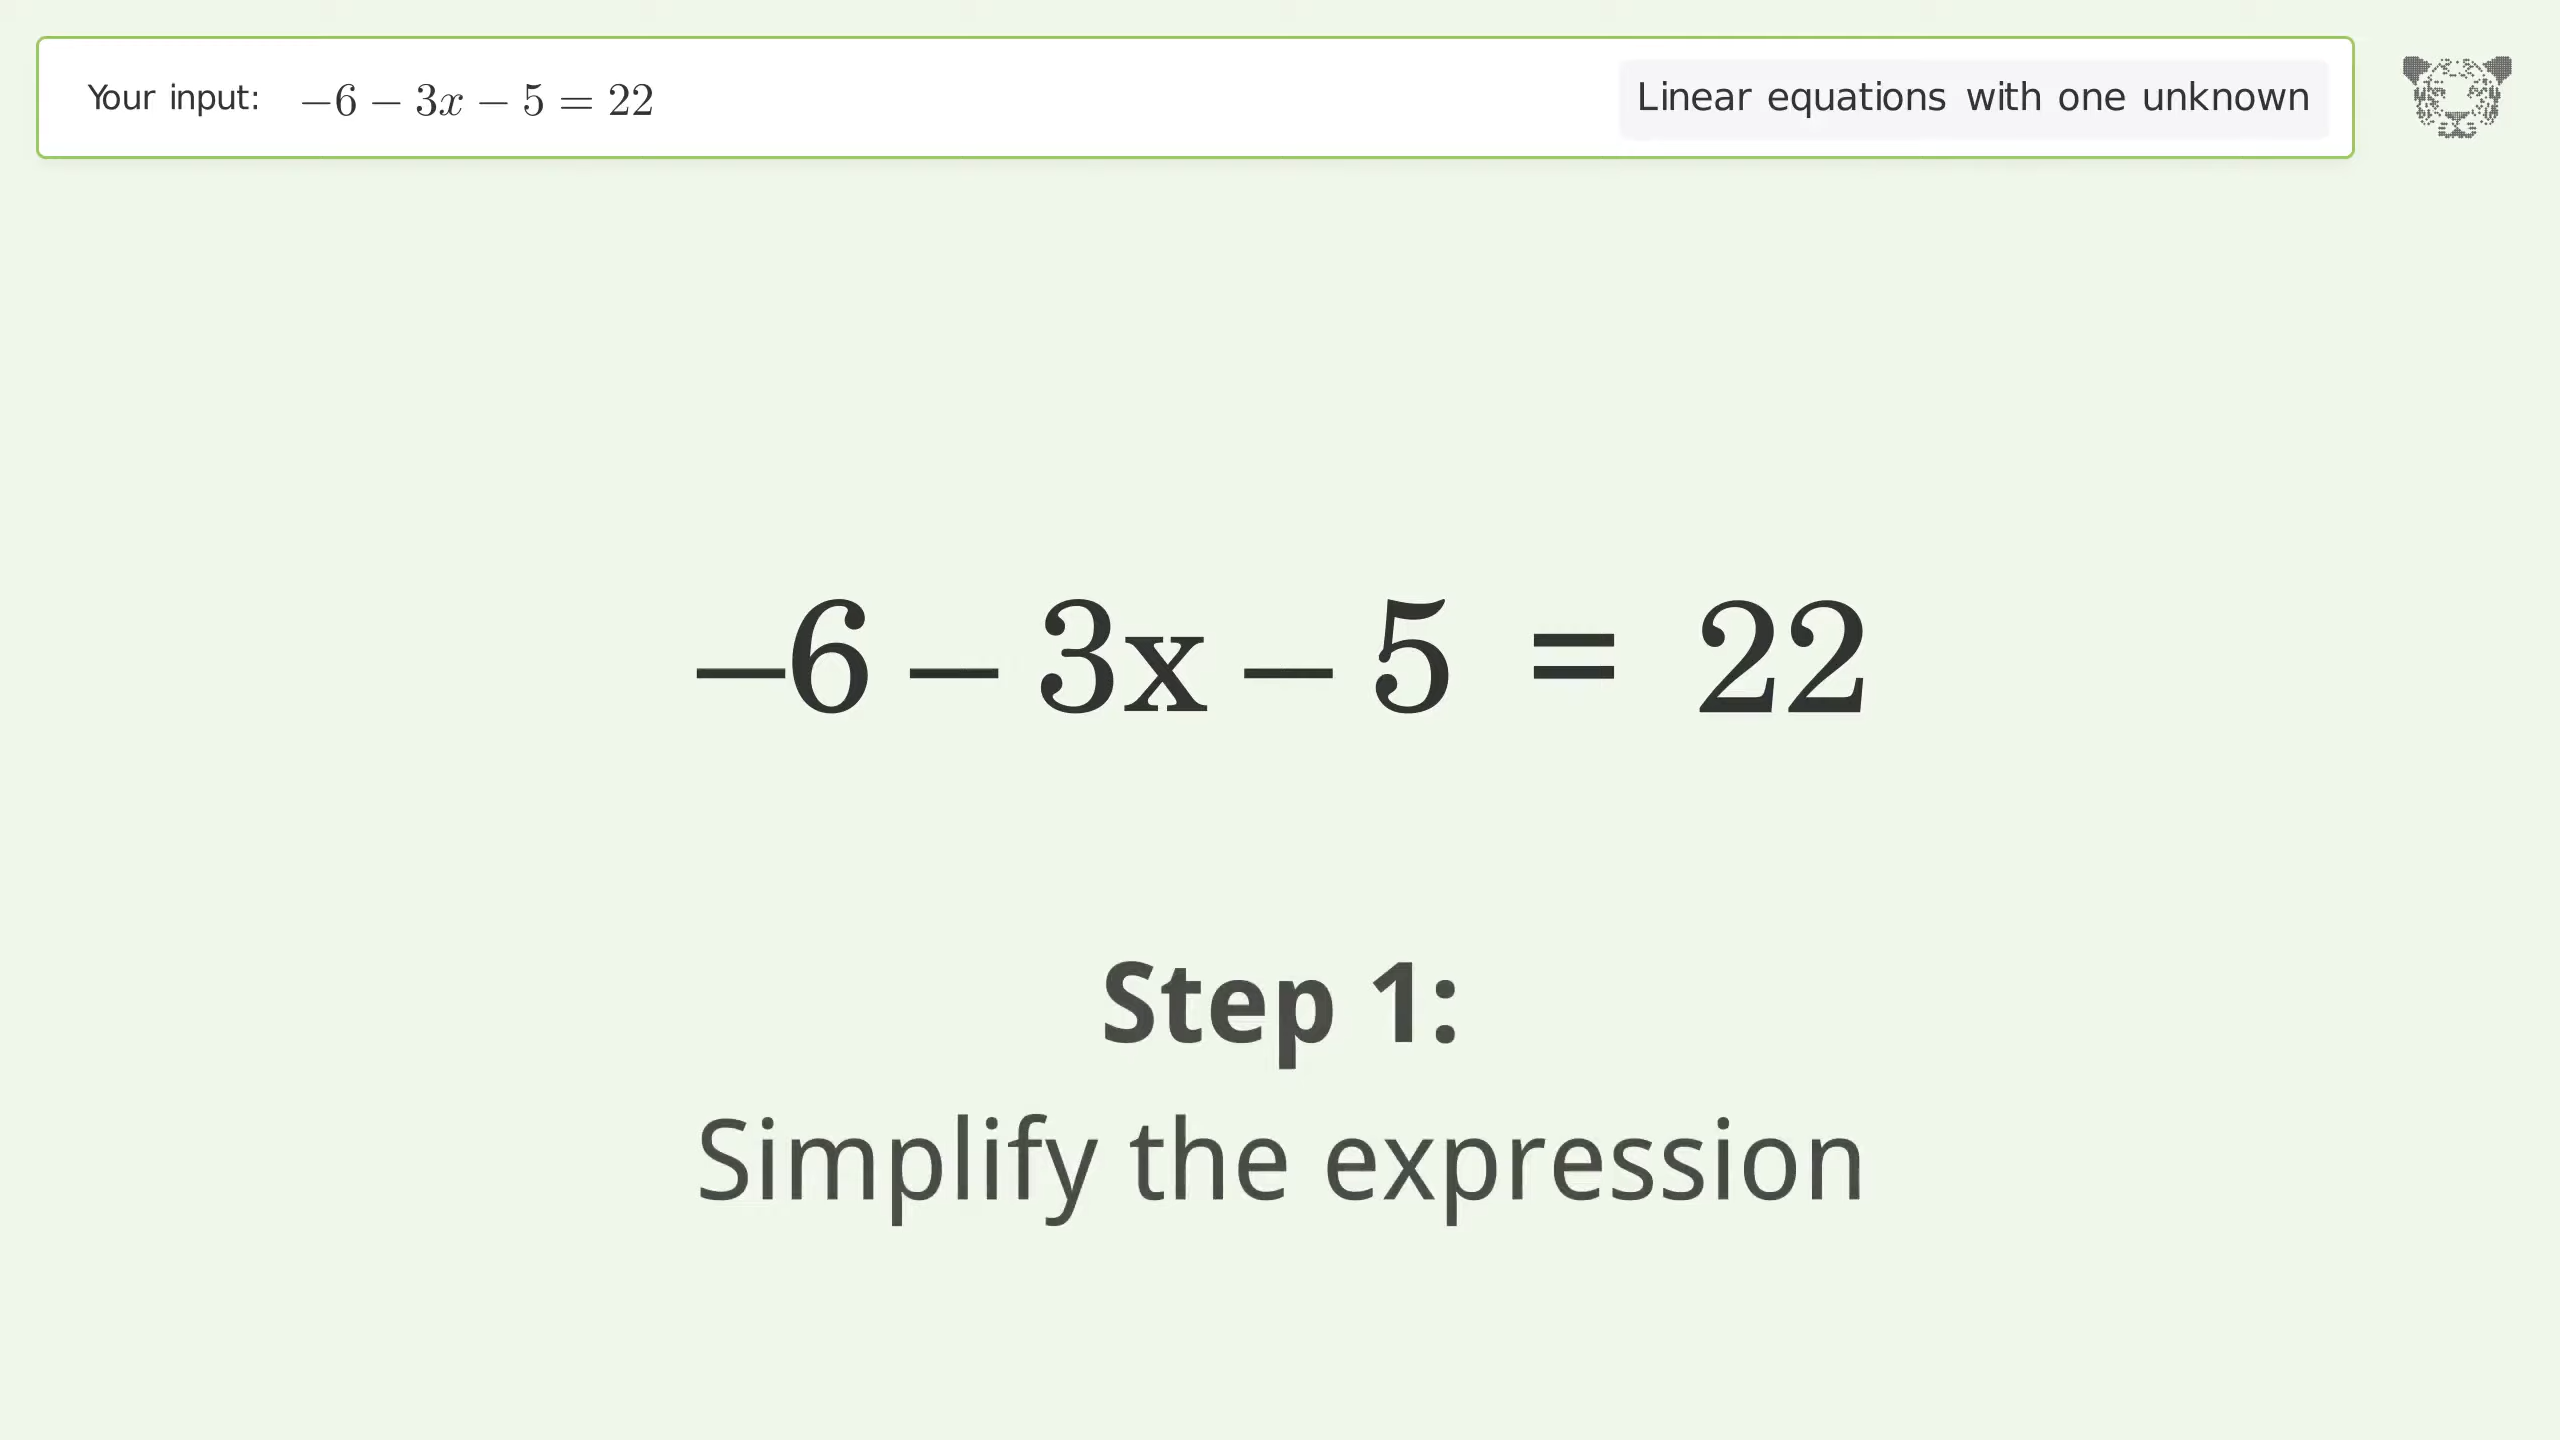 Your input: −6 − 3x − 5 = 22
Linear equations with one unknown
−6 − 3x − 5 = 22
Step 1:
Simplify the expression